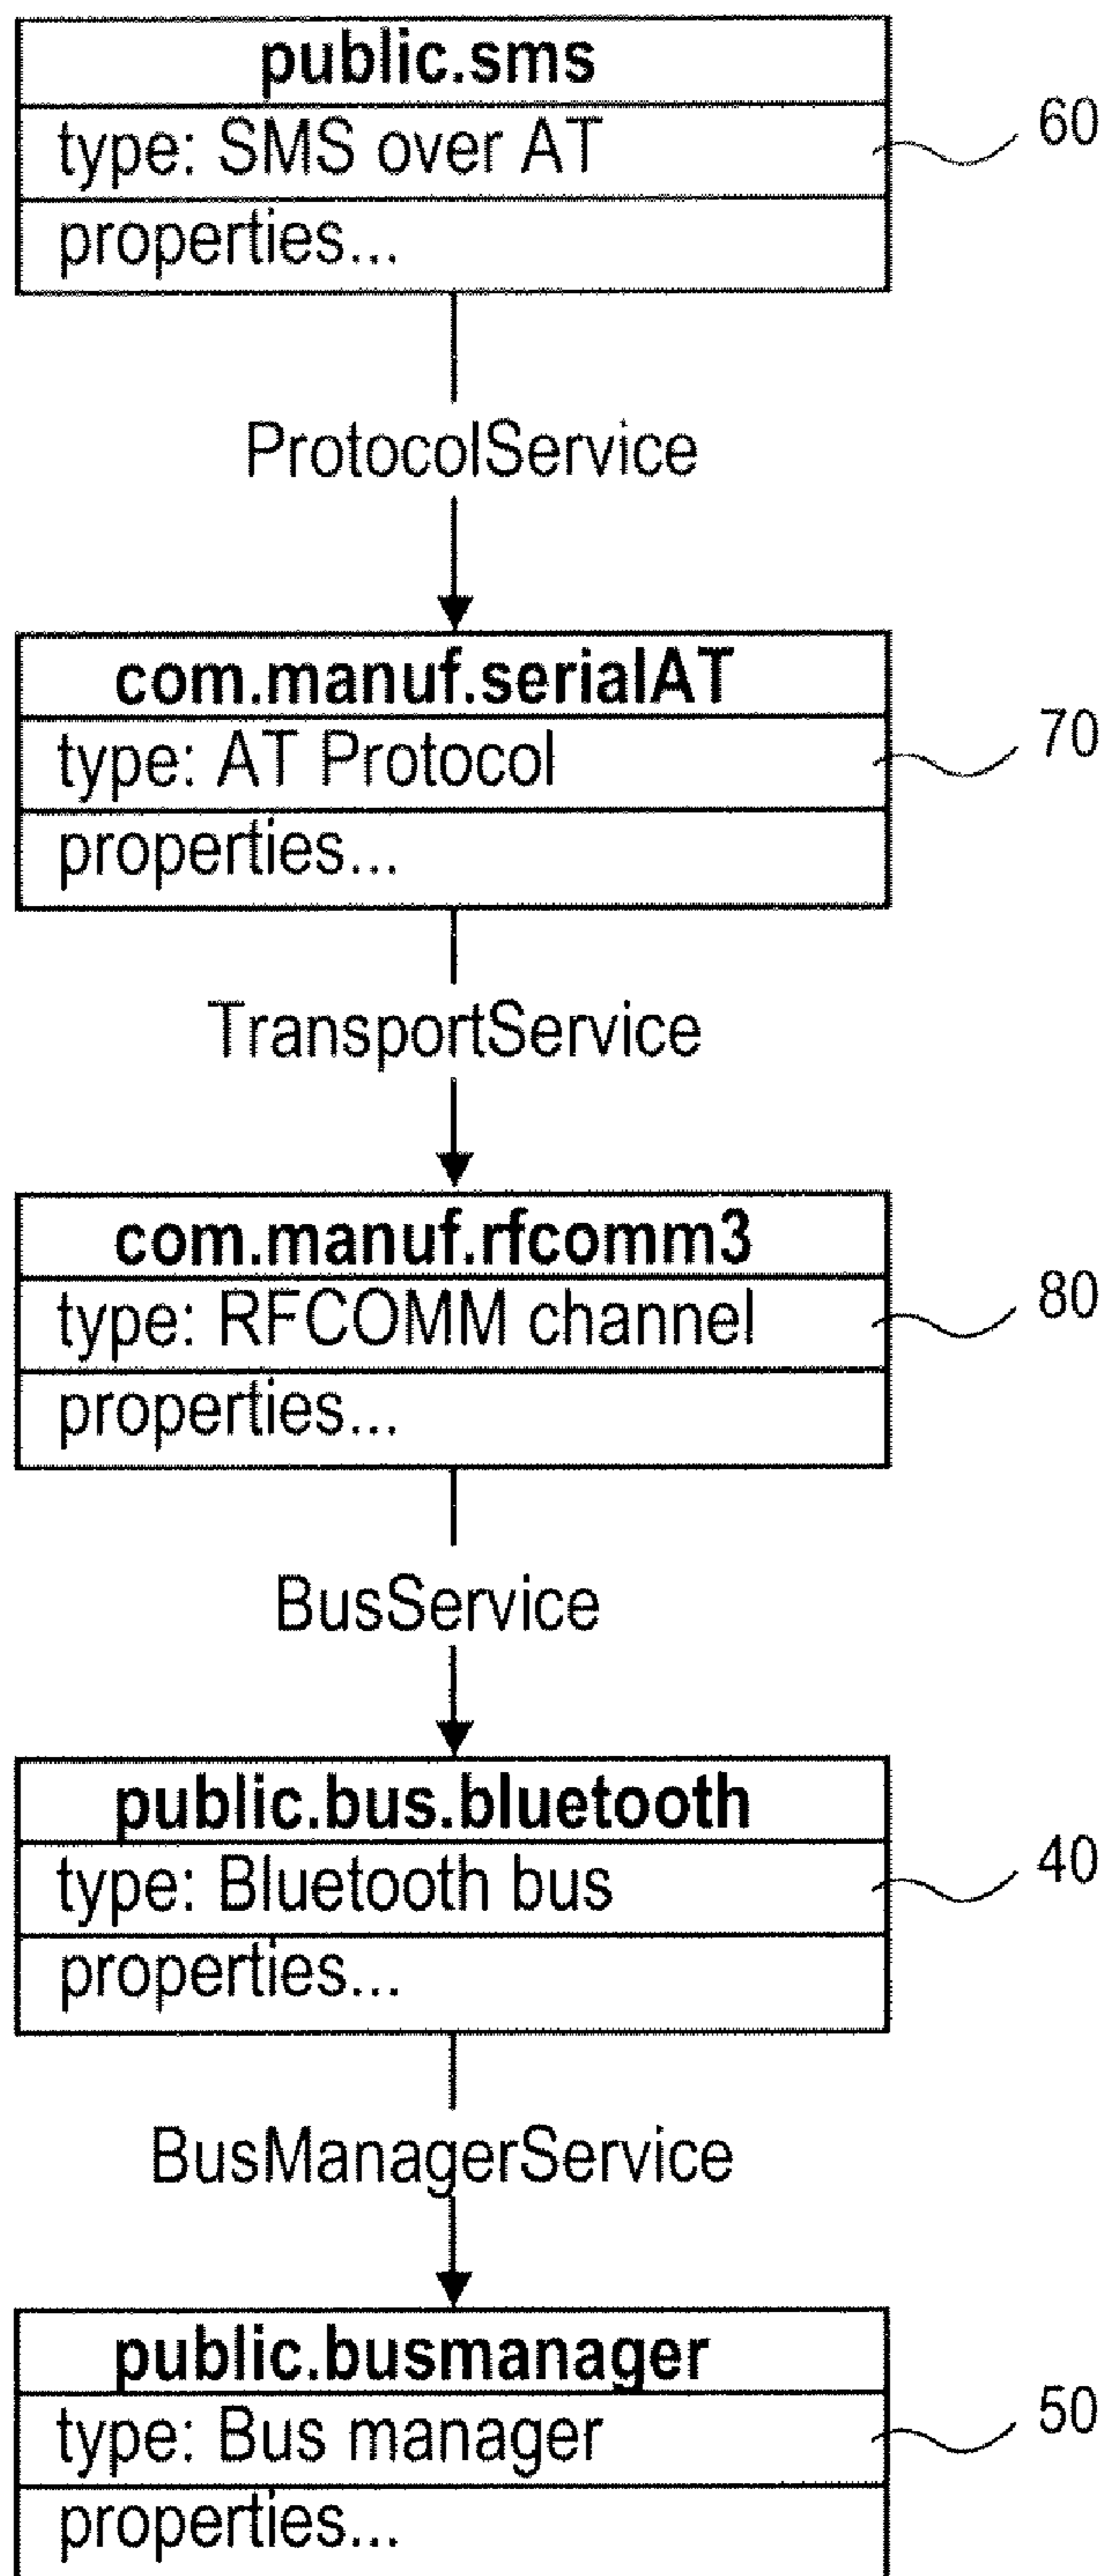 public.sms
type: SMS over AT
60
properties...
ProtocolService
com.manuf.serialAT
type: AT Protocol
70
properties...
TransportService
com.manuf.rfcomm3
type: RFCOMM channel
80
properties...
BusService
public.bus.bluetooth
type: Bluetooth bus
40
properties...
BusManagerService
public.busmanager
type: Bus manager
50
properties...